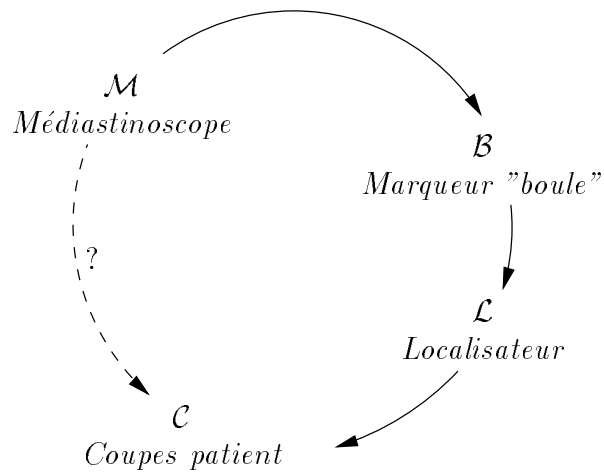 ℳ
Médiastinoscope
ℬ
Marqueur "boule"
?
ℒ
Localisateur
𝒞
Coupes patient